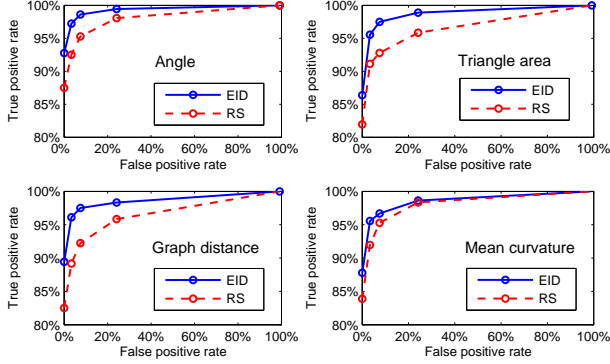 100%
95%
90%
85%
80%
True positive rate
Angle
EID
RS
0% 20% 40% 60% 80% 100%
False positive rate
100%
95%
90%
85%
80%
True positive rate
Triangle area
EID
RS
0% 20% 40% 60% 80% 100%
False positive rate
100%
95%
90%
85%
80%
True positive rate
Graph distance
EID
RS
0% 20% 40% 60% 80% 100%
False positive rate
100%
95%
90%
85%
80%
True positive rate
Mean curvature
EID
RS
0% 20% 40% 60% 80% 100%
False positive rate